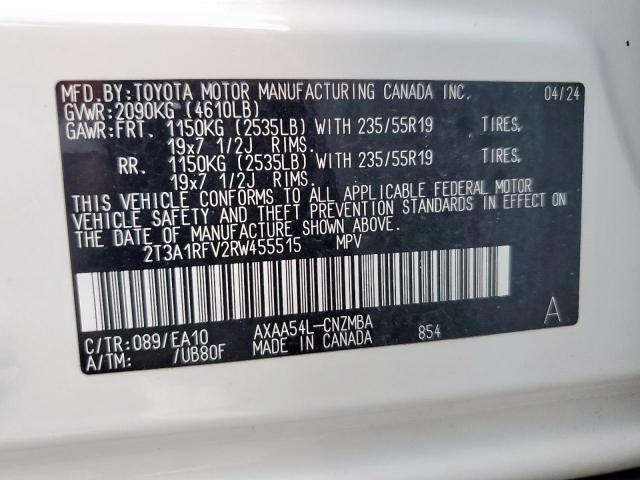 MFD.BY:TOYOTA MOTOR MANUFACTURING CANADA INC. 04/24
GVWR:2090KG (4610LB)
GAWR:FRT. 1150KG (2535LB) WITH 235/55R19 TIRES,
19x7 1/2J RIMS.
RR. 1150KG (2535LB) WITH 235/55R19 TIRES,
19x7 1/2J RIMS.
THIS VEHICLE CONFORMS TO ALL APPLICABLE FEDERAL MOTOR
VEHICLE SAFETY AND THEFT PREVENTION STANDARDS IN EFFECT ON
THE DATE OF MANUFACTURE SHOWN ABOVE.
2T3A1RFV2RW455515 MPV
C/TR:089/EA10 AXAA54L-CNZMBA 854 A
A/TM: /UB80F MADE IN CANADA